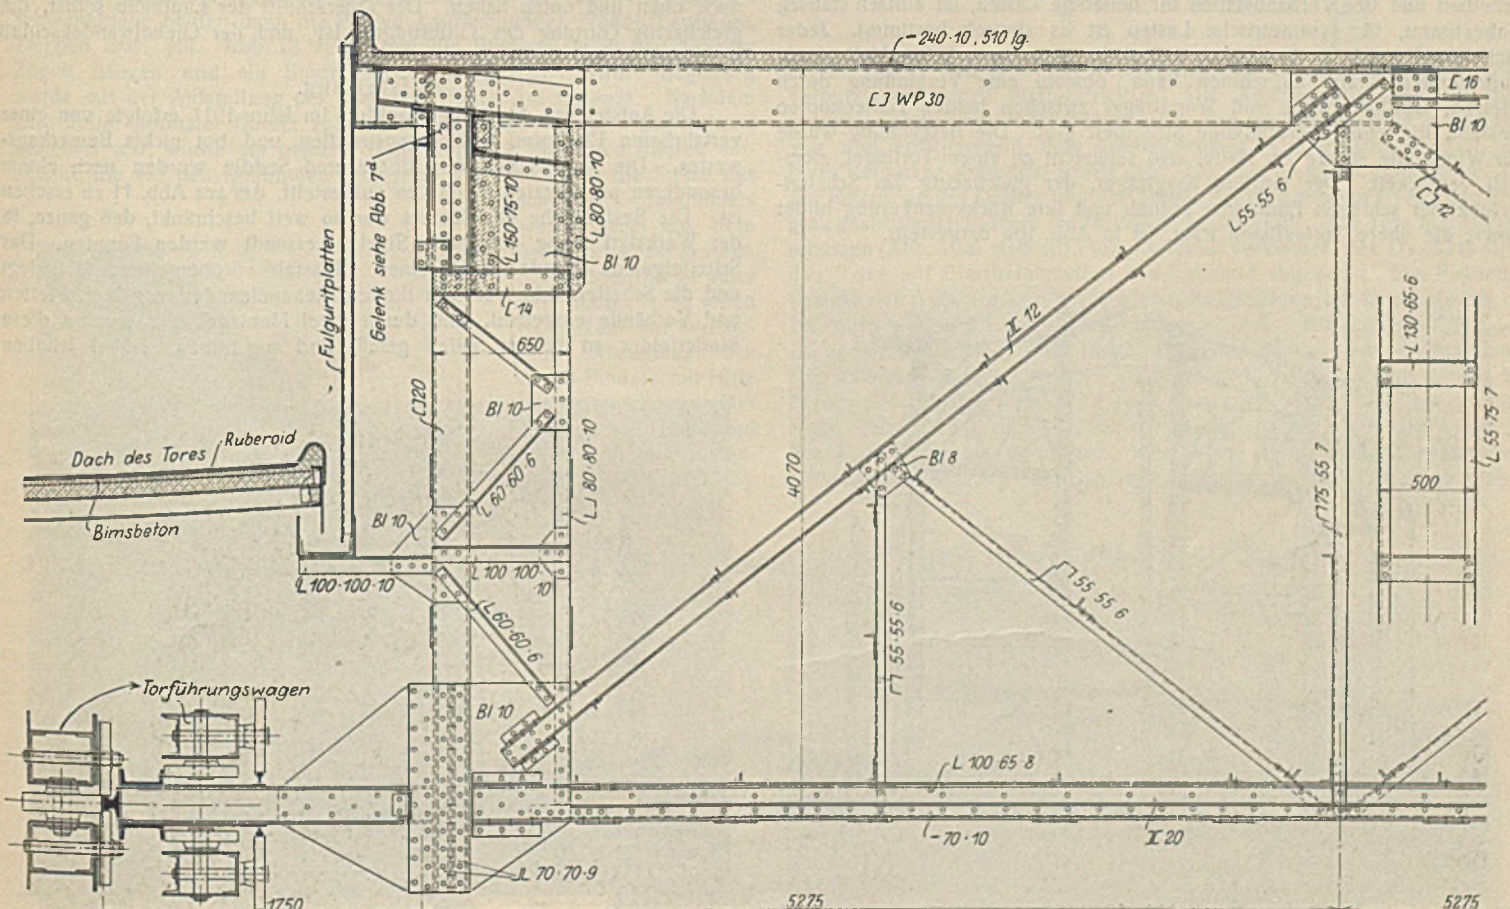 -240·10, 510 lg.
[] WP30
[ 16
Bl 10
[] 12
L 55·55·6
Gelenk siehe Abb. 7d
Fulguritplatten
L 150·75·10
L 80·80·10
Bl 10
[ 14
650
[] 20
Bl 10
L 60·60·6
80·80·10
Bl 10
][ 12
L 130·65·6
L 55·75·7
500
75·55·7
4070
Bl 8
Ruberoid
Dach des Tores
Bimsbeton
L 100·100·10
L 100·100·10
L 60·60·6
55·55·6
55·55·6
Torführungswagen
Bl 10
L 100·65·8
-70·10
][ 20
70·70·9
1750
5275
5275